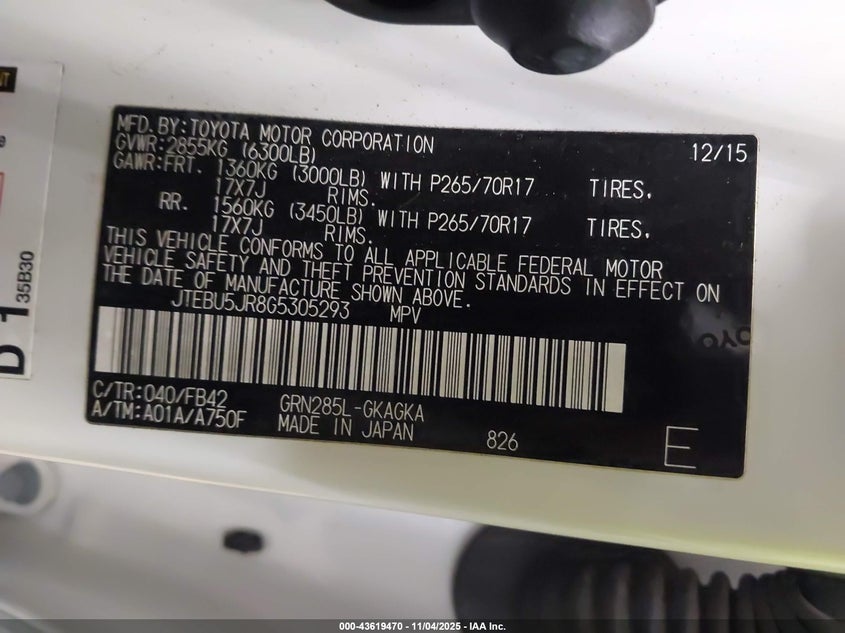 MFD.BY:TOYOTA MOTOR CORPORATION 12/15
GVWR:2855KG (6300LB)
GAWR:FRT. 1360KG (3000LB) WITH P265/70R17 TIRES,
17X7J RIMS.
RR. 1560KG (3450LB) WITH P265/70R17 TIRES,
17X7J RIMS.
THIS VEHICLE CONFORMS TO ALL APPLICABLE FEDERAL MOTOR
VEHICLE SAFETY AND THEFT PREVENTION STANDARDS IN EFFECT ON
THE DATE OF MANUFACTURE SHOWN ABOVE.
JTEBU5JR8G5305293 MPV
C/TR:040/FB42 GRN285L-GKAGKA
A/TM:A01A/A750F MADE IN JAPAN 826 E
35B30
000-43619470 - 11/04/2025 - IAA Inc.